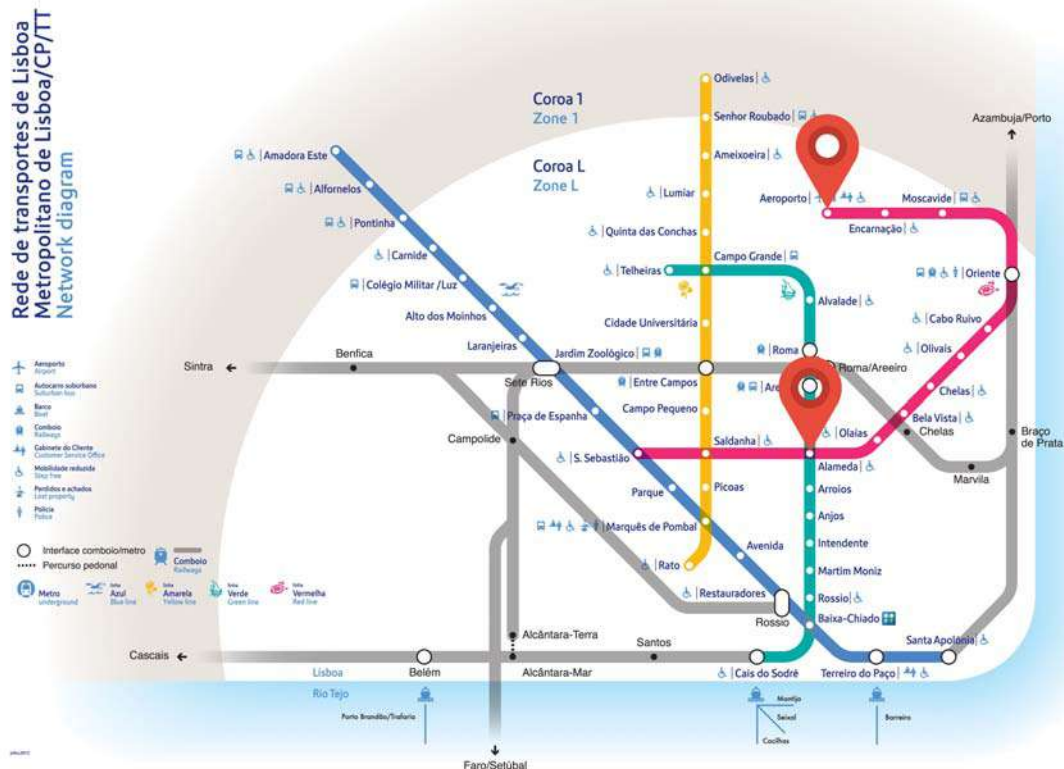 Rede de transportes de Lisboa
Metropolitano de Lisboa/CP/TT
Network diagram
Coroa 1
Zone 1
Coroa L
Zone L
Odivelas
Senhor Roubado
Ameixoeira
Lumiar
Quinta das Conchas
Campo Grande
Telheiras
Cidade Universitária
Entre Campos
Campo Pequeno
Saldanha
Picoas
Marquês de Pombal
Rato
Azambuja/Porto
Aeroporto
Encarnação
Moscavide
Oriente
Cabo Ruivo
Olivais
Chelas
Bela Vista
Olaias
Alameda
Alvalade
Roma
Roma/Areeiro
Are
Chelas
Marvila
Braço
de Prata
Arroios
Anjos
Intendente
Martim Moniz
Rossio
Baixa-Chiado
Cais do Sodré
Terreiro do Paço
Santa Apolónia
Amadora Este
Alfornelos
Pontinha
Carnide
Colégio Militar /Luz
Alto dos Moinhos
Laranjeiras
Jardim Zoológico
Sete Rios
Praça de Espanha
S. Sebastião
Parque
Avenida
Restauradores
Rossio
Sintra
Benfica
Campolide
Alcântara-Terra
Alcântara-Mar
Santos
Belém
Cascais
Lisboa
Rio Tejo
Porto Brandão/Trafaria
Montijo
Seixal
Cacilhas
Barreiro
Faro/Setúbal
Aeroporto
Airport
Autocarro suburbano
Suburban bus
Barco
Boat
Comboio
Railways
Gabinete do Cliente
Customer Service Office
Mobilidade reduzida
Step free
Perdidos e achados
Lost property
Polícia
Police
Interface comboio/metro
Percurso pedonal
Comboio
Railways
Metro
underground
linha
Azul
Blue line
linha
Amarela
Yellow line
linha
Verde
Green line
linha
Vermelha
Red line